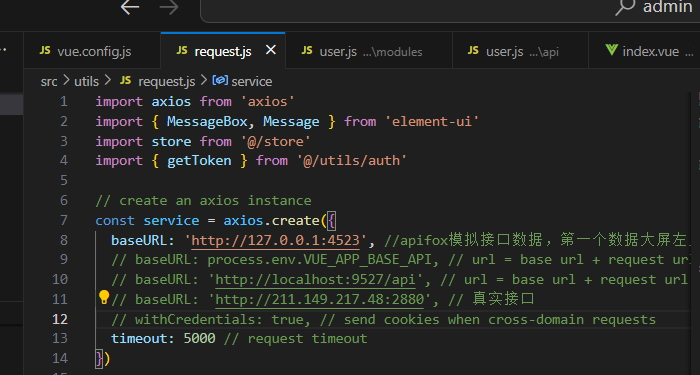 admin
vue.config.js
JS request.js
JS user.js ...\modules
JS user.js ...\api
index.vue ...
src > utils > JS request.js > service
1 import axios from 'axios'
2 import { MessageBox, Message } from 'element-ui'
3 import store from '@/store'
4 import { getToken } from '@/utils/auth'
5
6 // create an axios instance
7 const service = axios.create({
8 baseURL: 'http://127.0.0.1:4523', //apifox模拟接口数据，第一个数据大屏左
9 // baseURL: process.env.VUE_APP_BASE_API, // url = base url + request url
10 // baseURL: 'http://localhost:9527/api', // url = base url + request url
11 // baseURL: 'http://211.149.217.48:2880', // 真实接口
12 // withCredentials: true, // send cookies when cross-domain requests
13 timeout: 5000 // request timeout
14 })